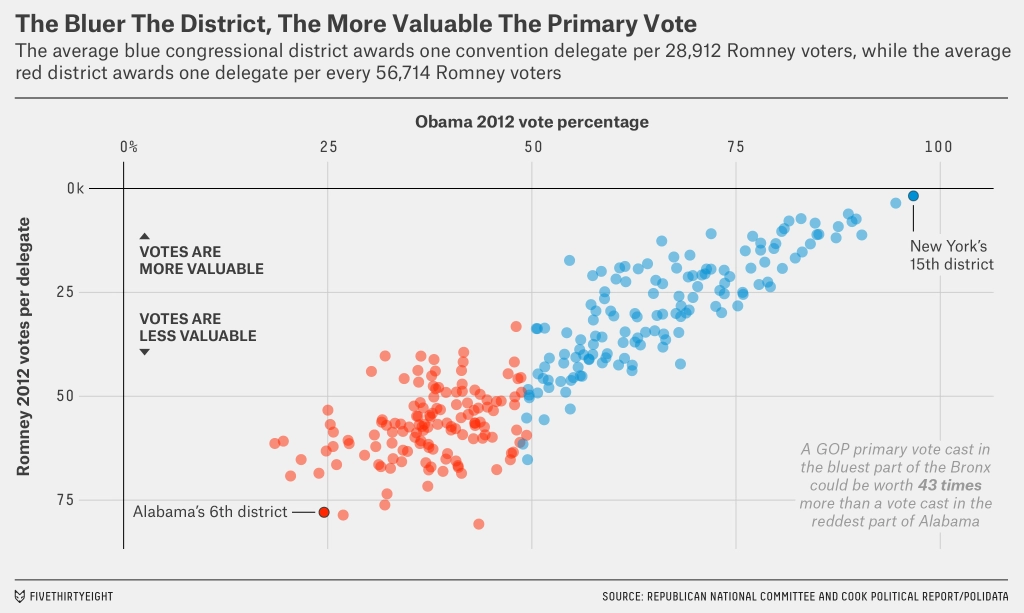 The Bluer The District, The More Valuable The Primary Vote
The average blue congressional district awards one convention delegate per 28,912 Romney voters, while the average
red district awards one delegate per every 56,714 Romney voters
Obama 2012 vote percentage
0% 25 50 75 100
Romney 2012 votes per delegate
0k
25
50
75
▲
VOTES ARE
MORE VALUABLE
VOTES ARE
LESS VALUABLE
▼
New York's
15th district
Alabama's 6th district
A GOP primary vote cast in
the bluest part of the Bronx
could be worth 43 times
more than a vote cast in the
reddest part of Alabama
FIVETHIRTYEIGHT
SOURCE: REPUBLICAN NATIONAL COMMITTEE AND COOK POLITICAL REPORT/POLIDATA